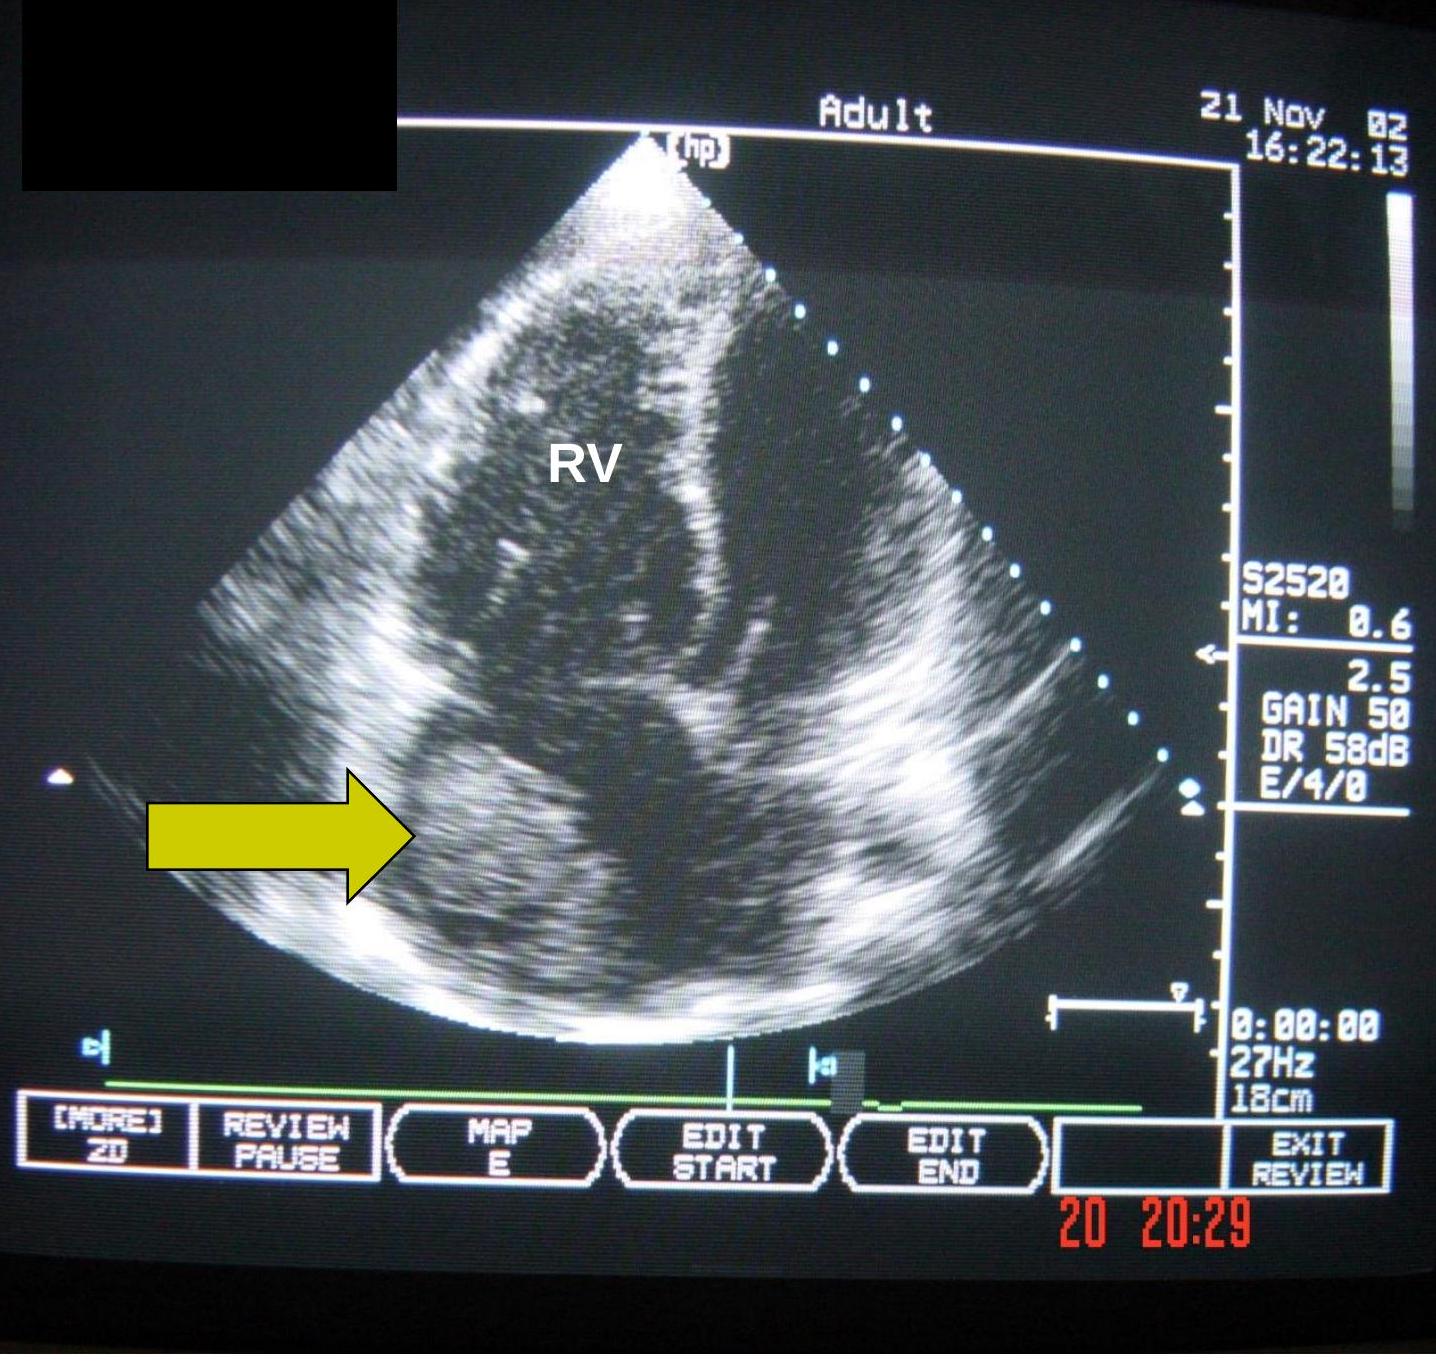 Adult
21 Nov 02
16:22:13
(hp)
RV
S2520
MI: 0.6
2.5
GAIN 50
DR 58dB
E/4/0
0:00:00
27Hz
18cm
[MORE] 2D
REVIEW PAUSE
MAP E
EDIT START
EDIT END
EXIT REVIEW
20 20:29